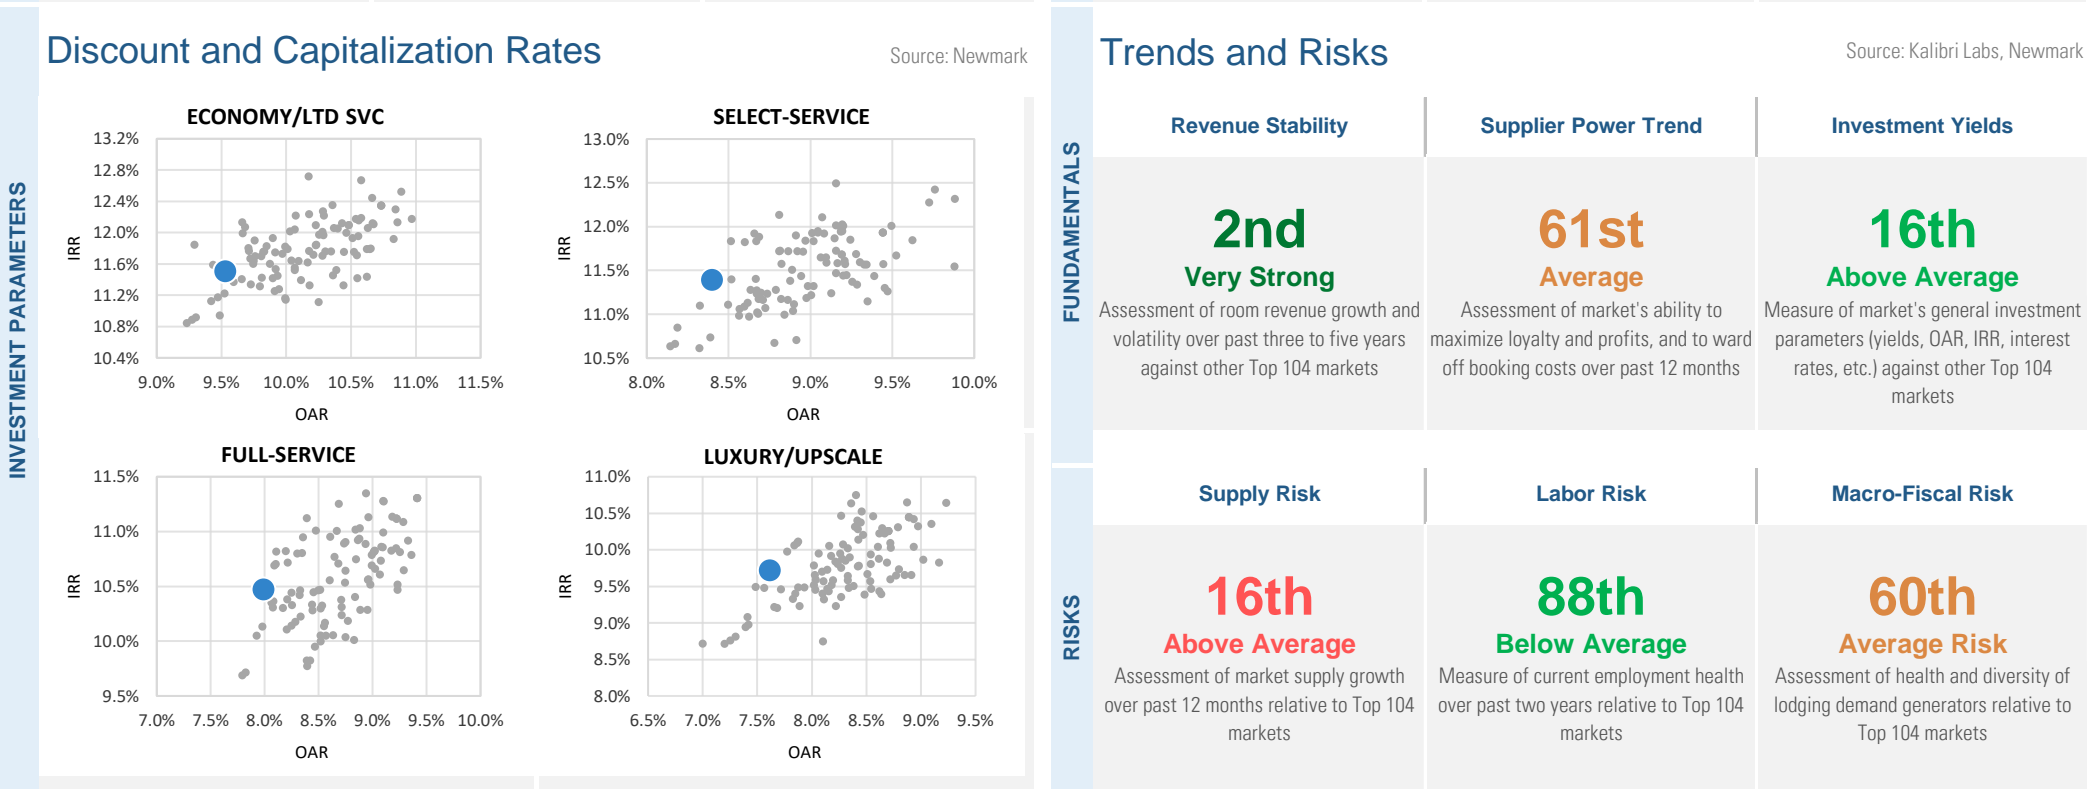 Discount and Capitalization Rates
Source: Newmark
INVESTMENT PARAMETERS
ECONOMY/LTD SVC
13.2%
12.8%
12.4%
12.0%
11.6%
11.2%
10.8%
10.4%
IRR
9.0% 9.5% 10.0% 10.5% 11.0% 11.5%
OAR
SELECT-SERVICE
13.0%
12.5%
12.0%
11.5%
11.0%
10.5%
IRR
8.0% 8.5% 9.0% 9.5% 10.0%
OAR
FULL-SERVICE
11.5%
11.0%
10.5%
10.0%
9.5%
IRR
7.0% 7.5% 8.0% 8.5% 9.0% 9.5% 10.0%
OAR
LUXURY/UPSCALE
11.0%
10.5%
10.0%
9.5%
9.0%
8.5%
8.0%
IRR
6.5% 7.0% 7.5% 8.0% 8.5% 9.0% 9.5%
OAR
Trends and Risks
Source: Kalibri Labs, Newmark
FUNDAMENTALS
Revenue Stability
2nd
Very Strong
Assessment of room revenue growth and
volatility over past three to five years
against other Top 104 markets
Supplier Power Trend
61st
Average
Assessment of market's ability to
maximize loyalty and profits, and to ward
off booking costs over past 12 months
Investment Yields
16th
Above Average
Measure of market's general investment
parameters (yields, OAR, IRR, interest
rates, etc.) against other Top 104
markets
RISKS
Supply Risk
16th
Above Average
Assessment of market supply growth
over past 12 months relative to Top 104
markets
Labor Risk
88th
Below Average
Measure of current employment health
over past two years relative to Top 104
markets
Macro-Fiscal Risk
60th
Average Risk
Assessment of health and diversity of
lodging demand generators relative to
Top 104 markets